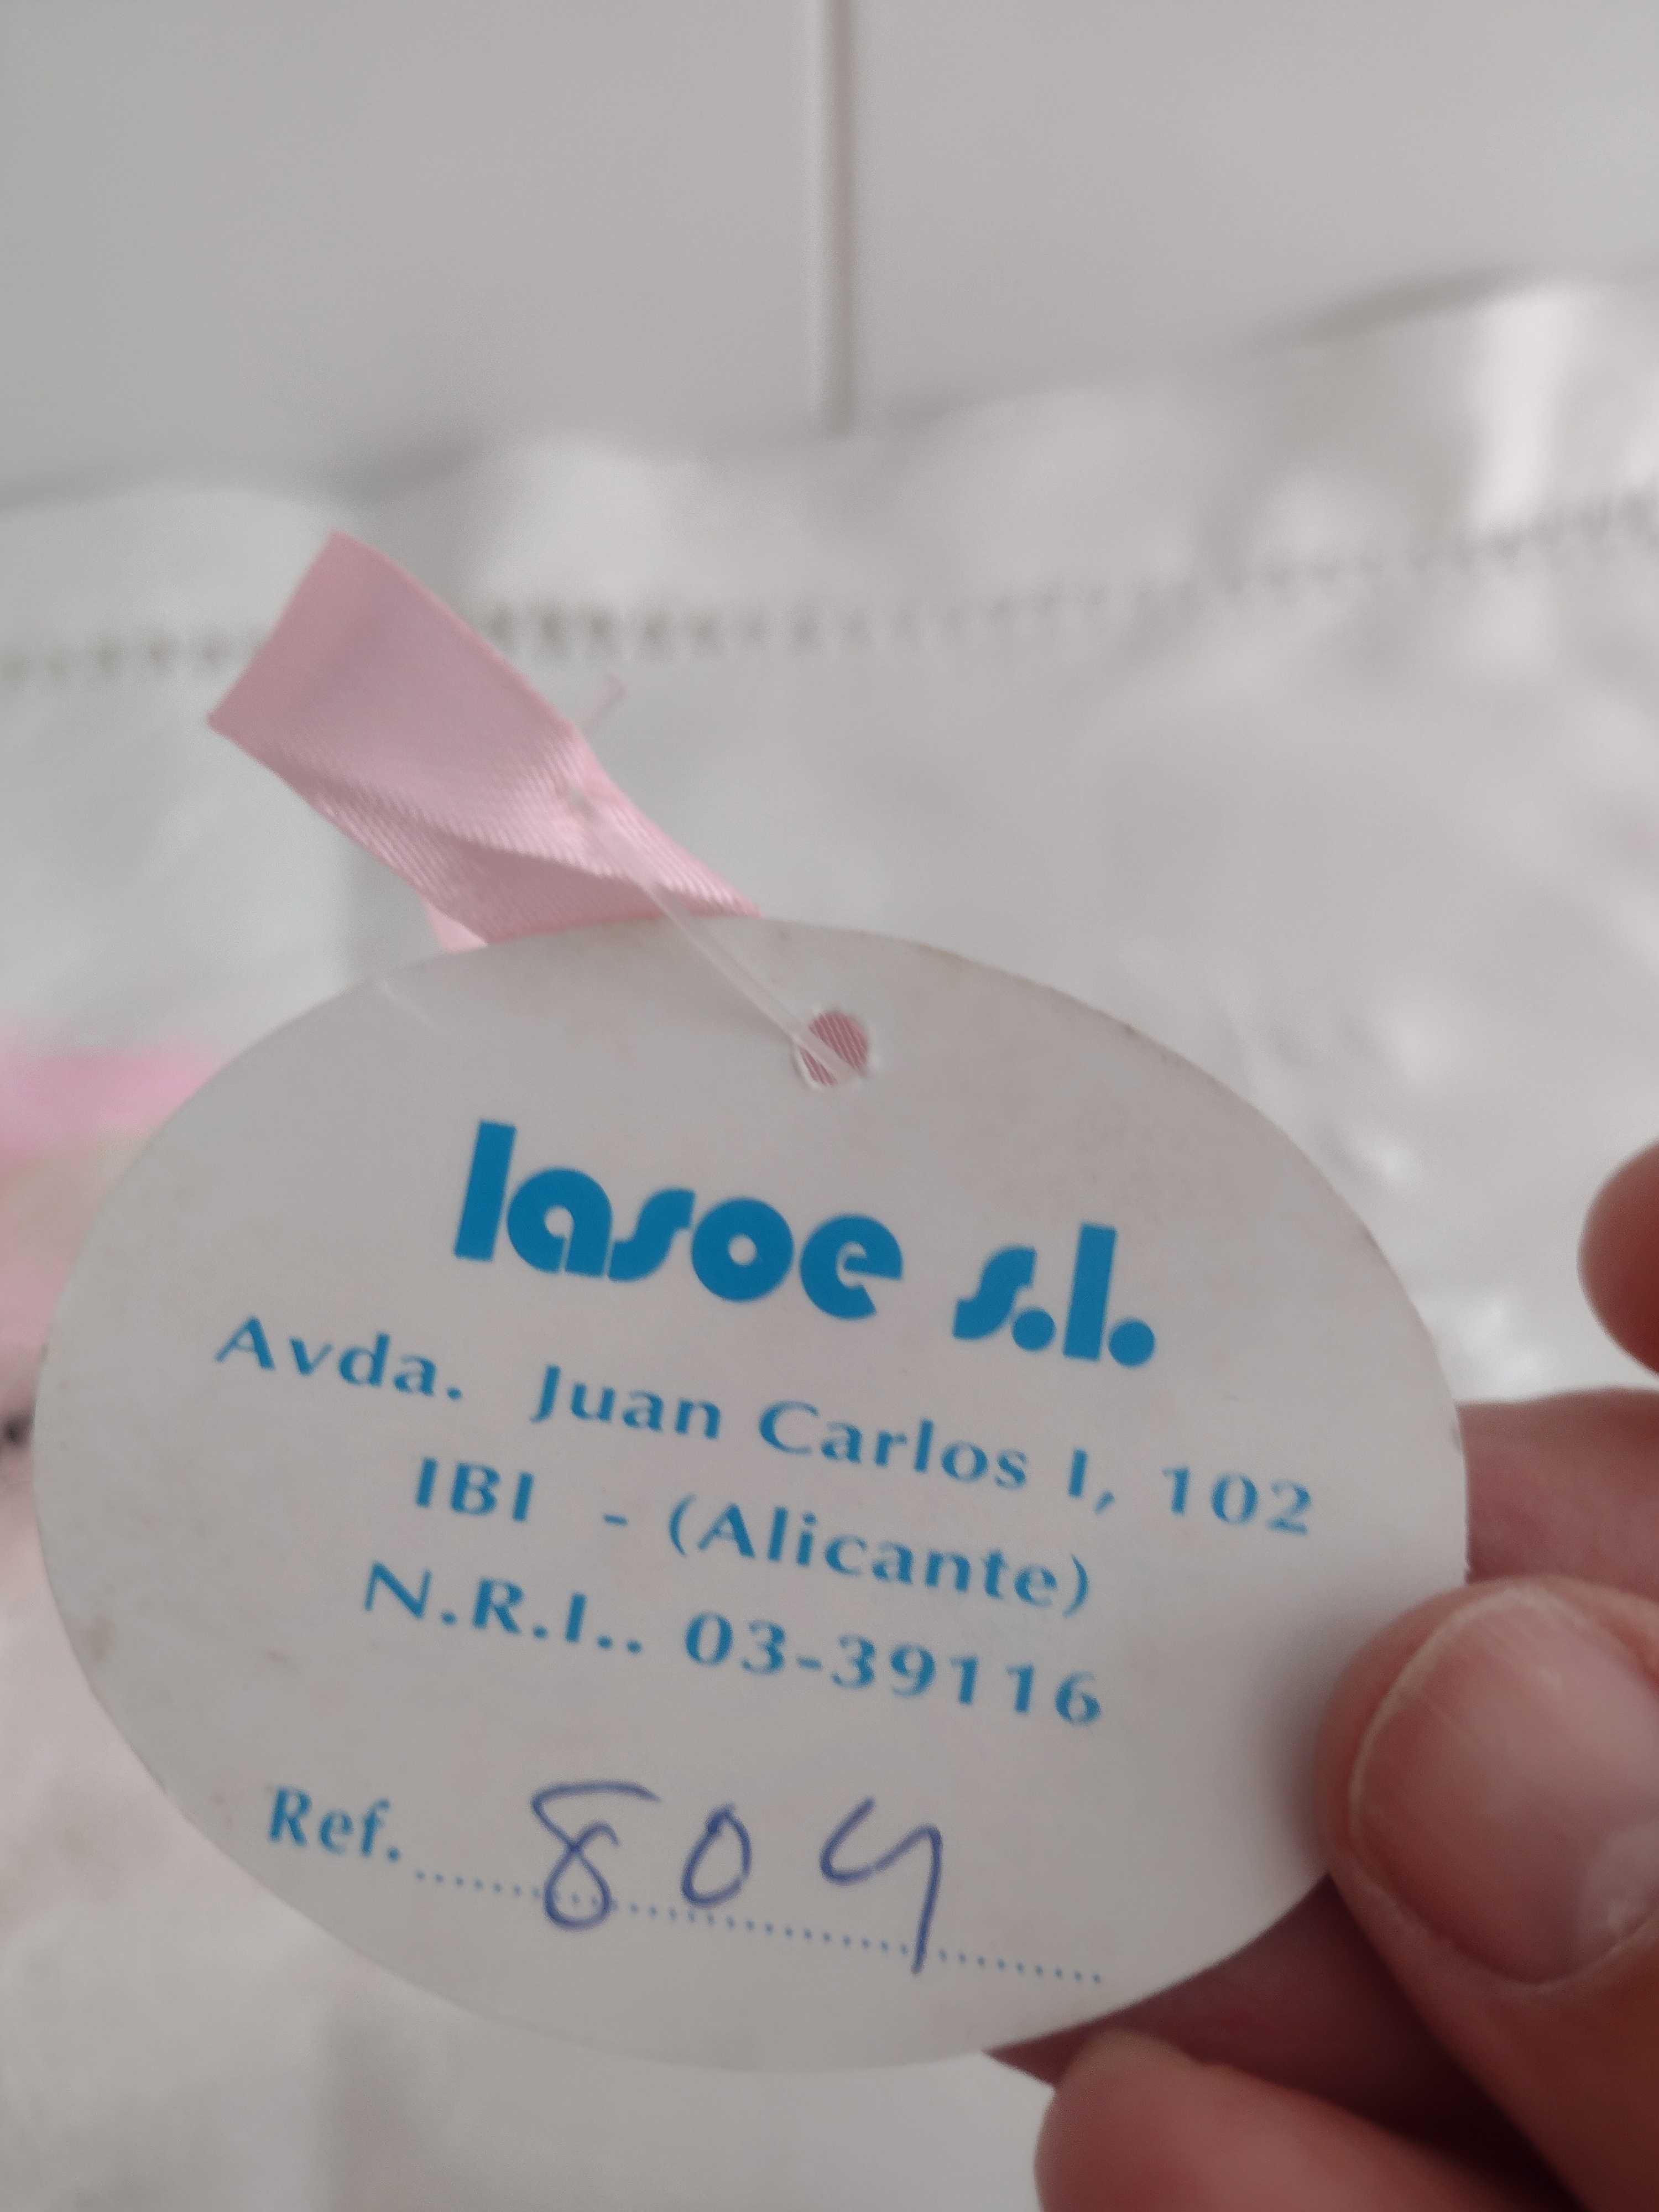 lasoe s.l.
Avda. Juan Carlos I, 102
IBI - (Alicante)
N.R.I.. 03-39116
Ref. 804